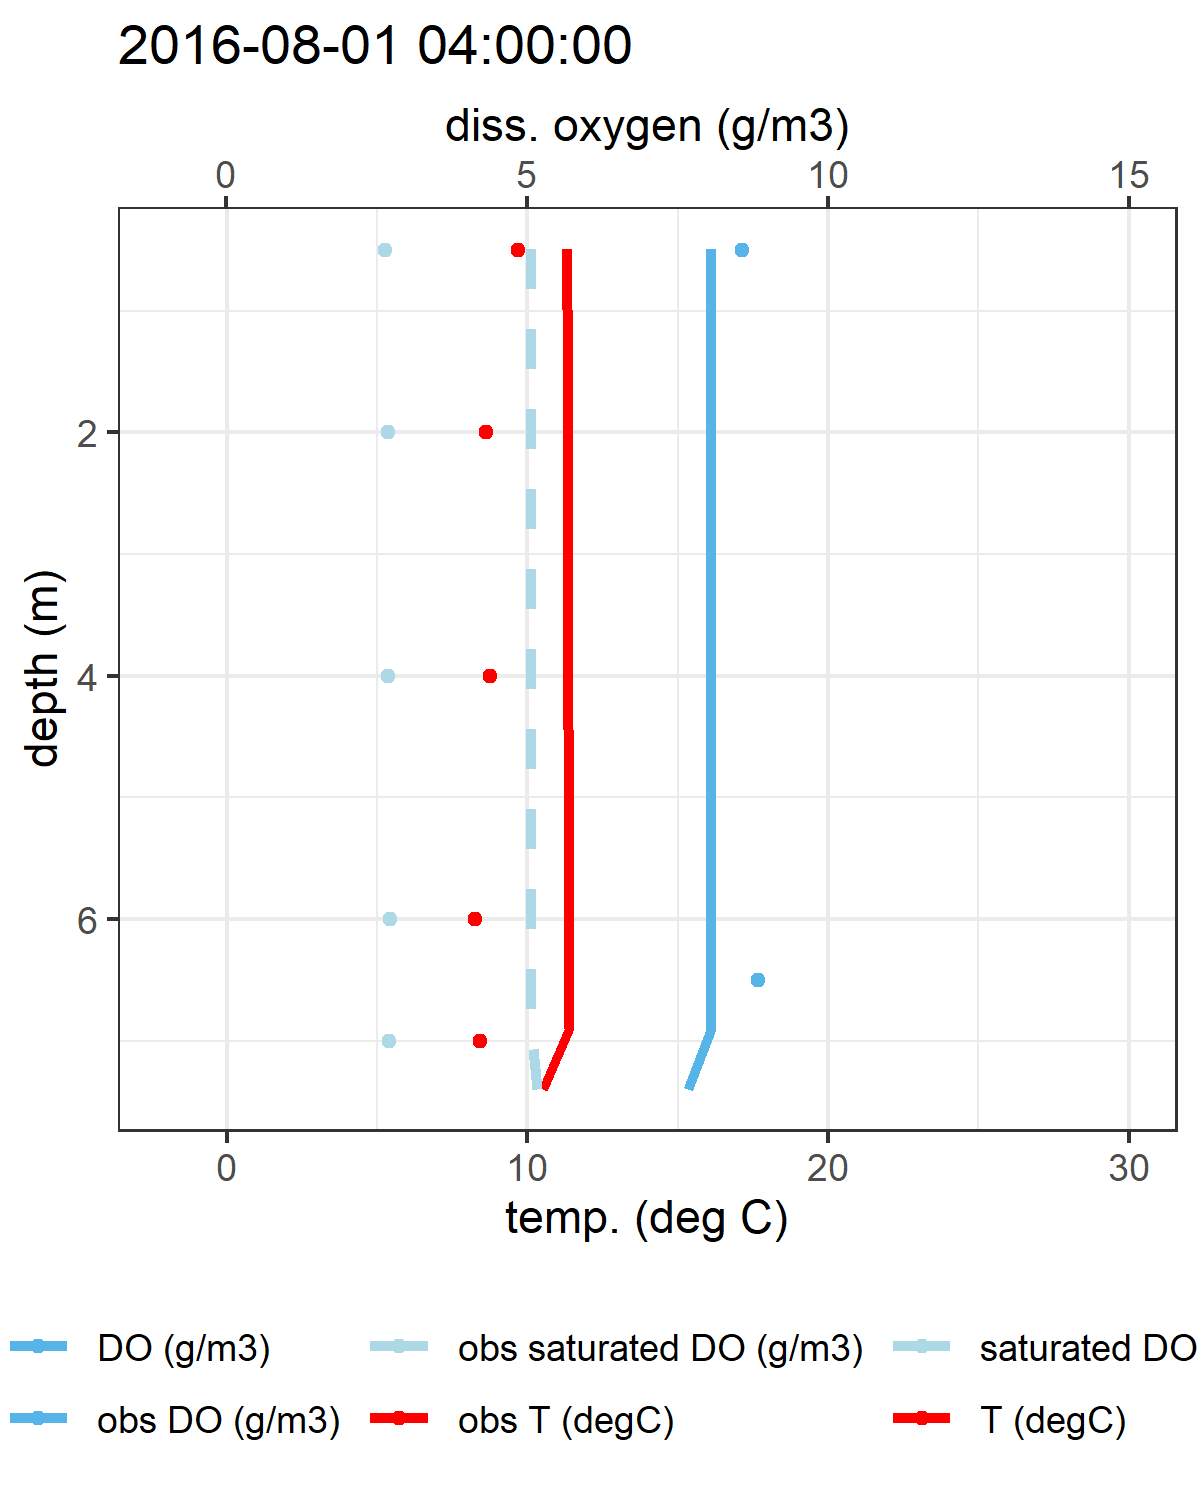 2016-08-01 04:00:00
diss. oxygen (g/m3)
0 5 10 15
2
4
6
depth (m)
0 10 20 30
temp. (deg C)
DO (g/m3) obs saturated DO (g/m3) saturated DO
obs DO (g/m3) obs T (degC) T (degC)